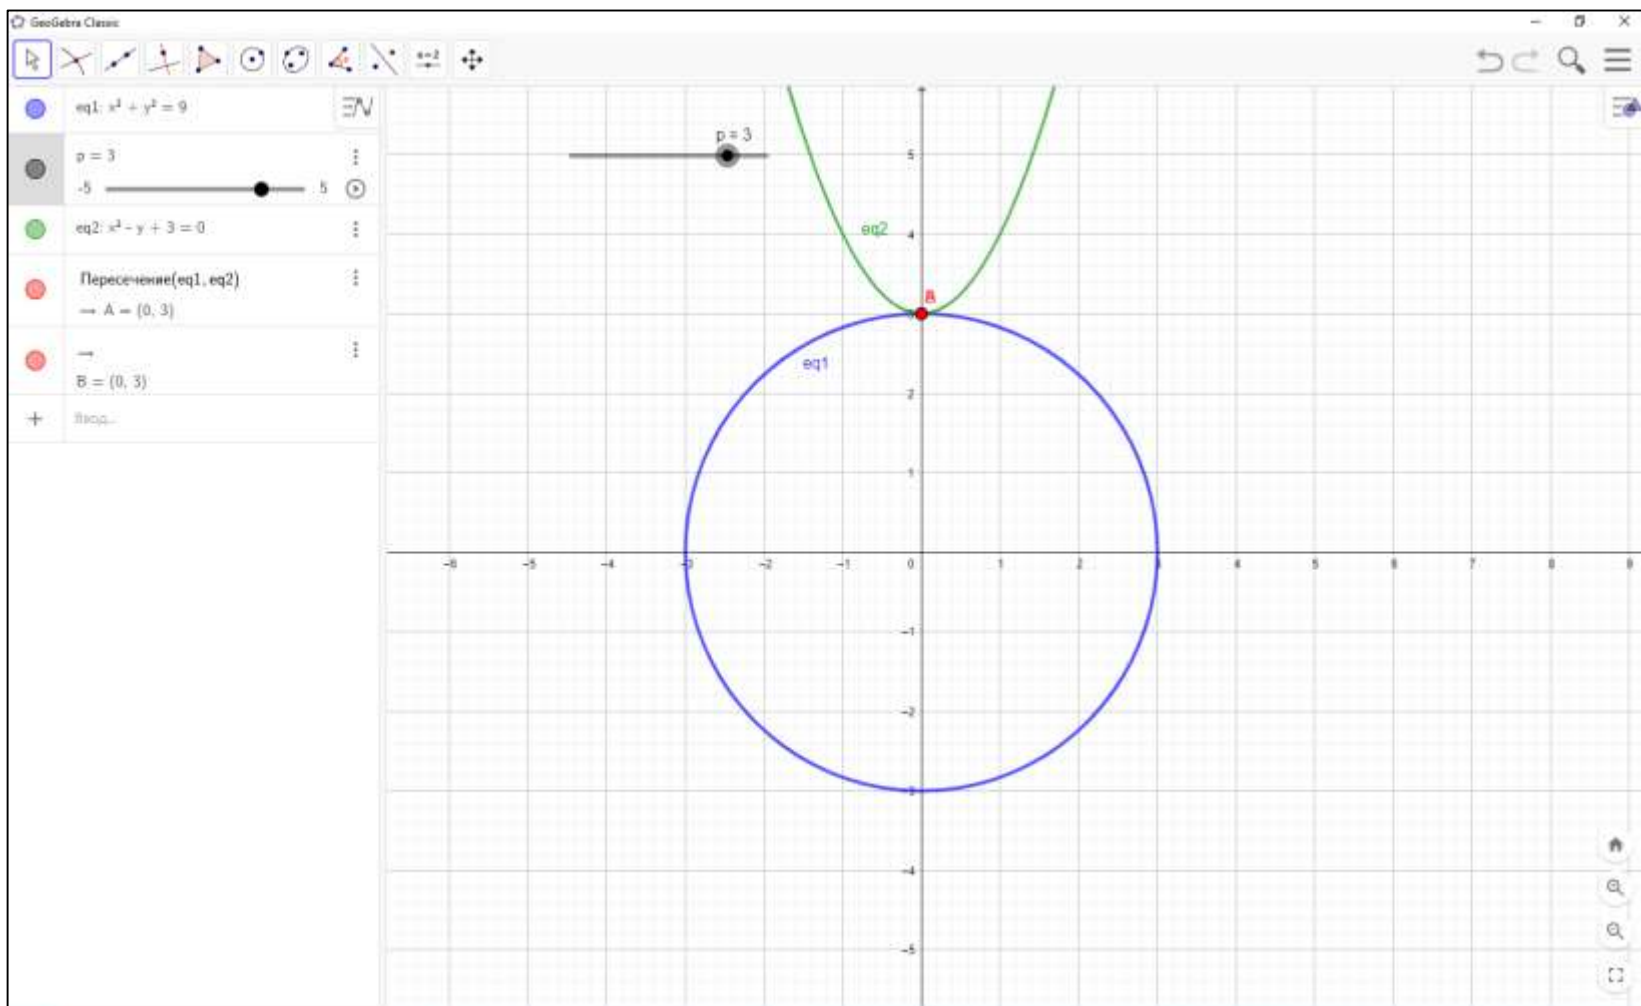 GeoGebra Classic
a=2
eq1: x² + y² = 9
p = 3
-5
5
eq2: x² - y + 3 = 0
Пересечение(eq1, eq2)
→ A = (0, 3)
→
B = (0, 3)
+
Ввод...
p = 3
eq2
B
eq1
5
4
2
1
-6 -5 -4 -3 -2 -1 0 1 2 3 4 5 6 7 8 9
-1
-2
-3
-4
-5